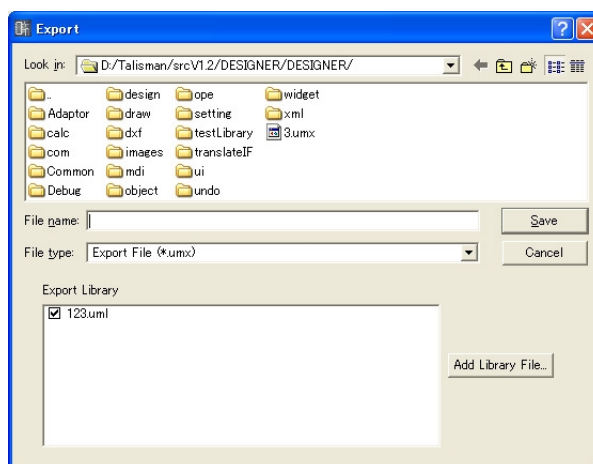 Export
Look in: D:/Talisman/srcV1.2/DESIGNER/DESIGNER/
.. design ope widget
Adaptor draw setting xml
calc dxf testLibrary 3.umx
com images translateIF
Common mdi ui
Debug object undo
File name: Save
File type: Export File (*.umx) Cancel
Export Library
123.uml
Add Library File...